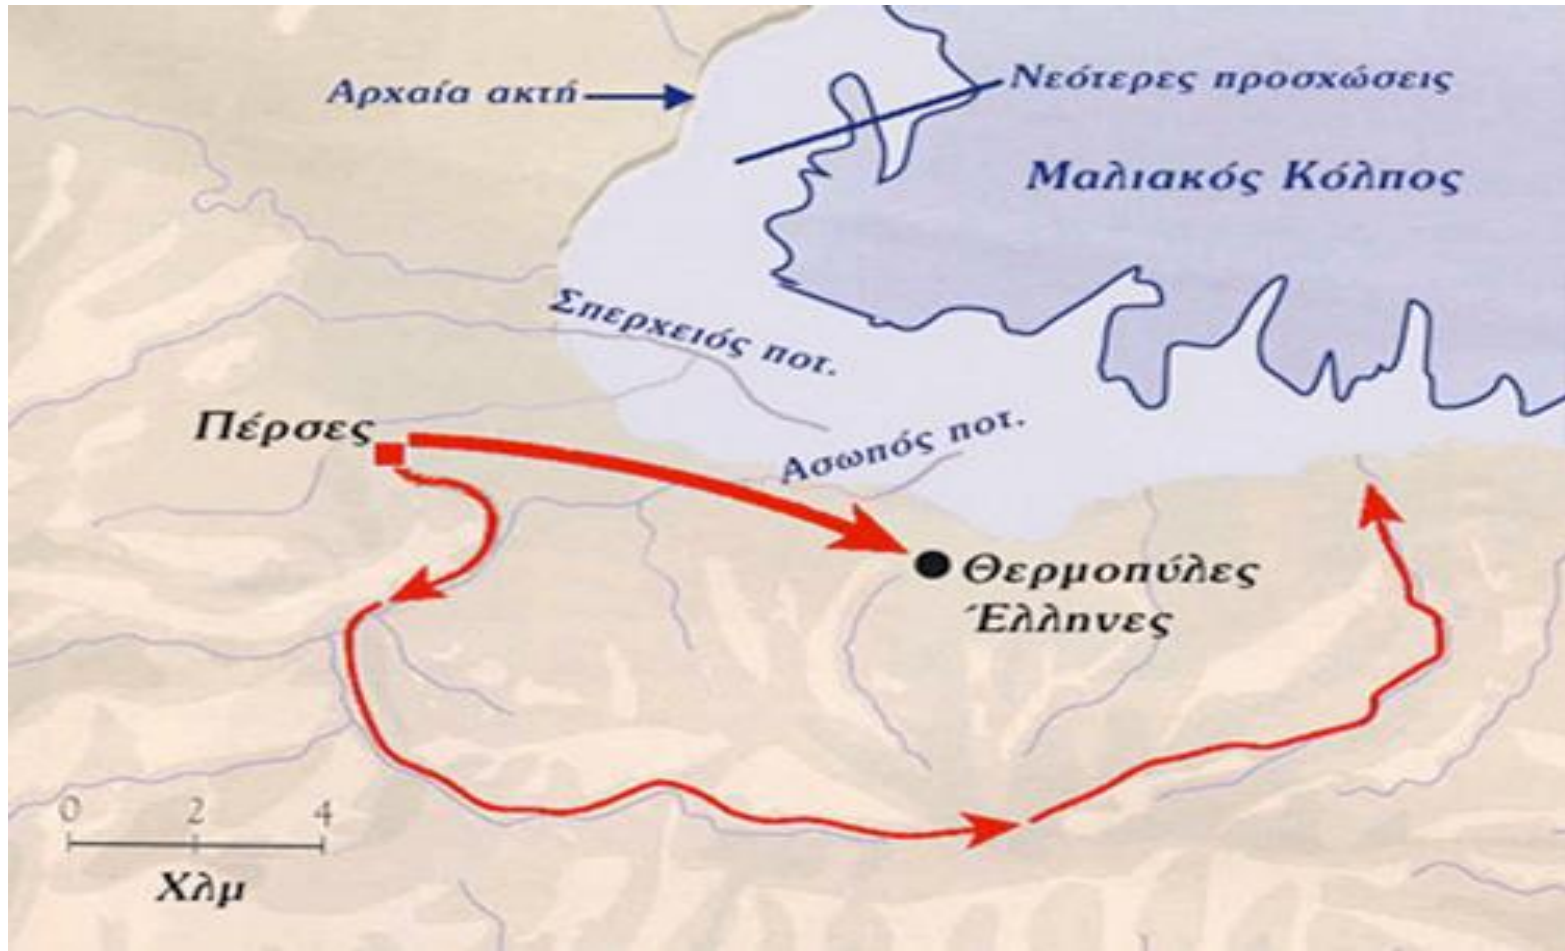 Αρχαία ακτή
Νεότερες προσχώσεις
Μαλιακός Κόλπος
Σπερχειός ποτ.
Πέρσες
Ασωπός ποτ.
Θερμοπύλες
Έλληνες
0 2 4
Χλμ